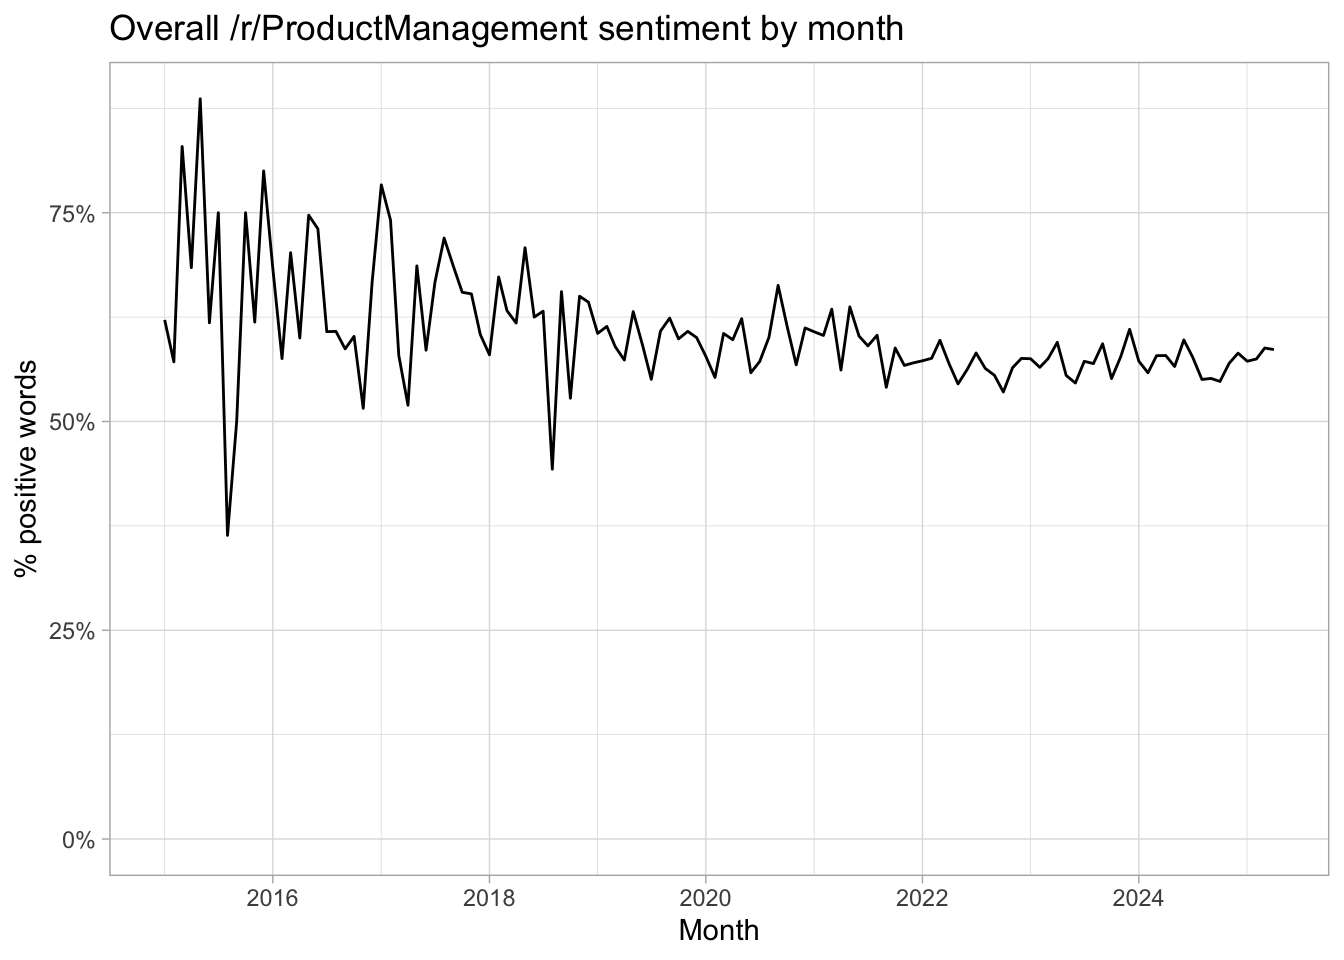 Overall /r/ProductManagement sentiment by month
% positive words
75%
50%
25%
0%
2016 2018 2020 2022 2024
Month